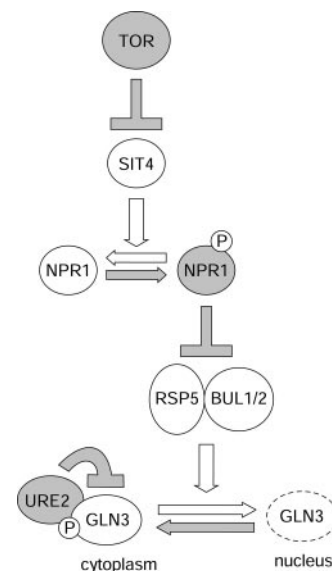 TOR
SIT4
P
NPR1 NPR1
RSP5 BUL1/2
URE2
P GLN3 GLN3
cytoplasm nucleus